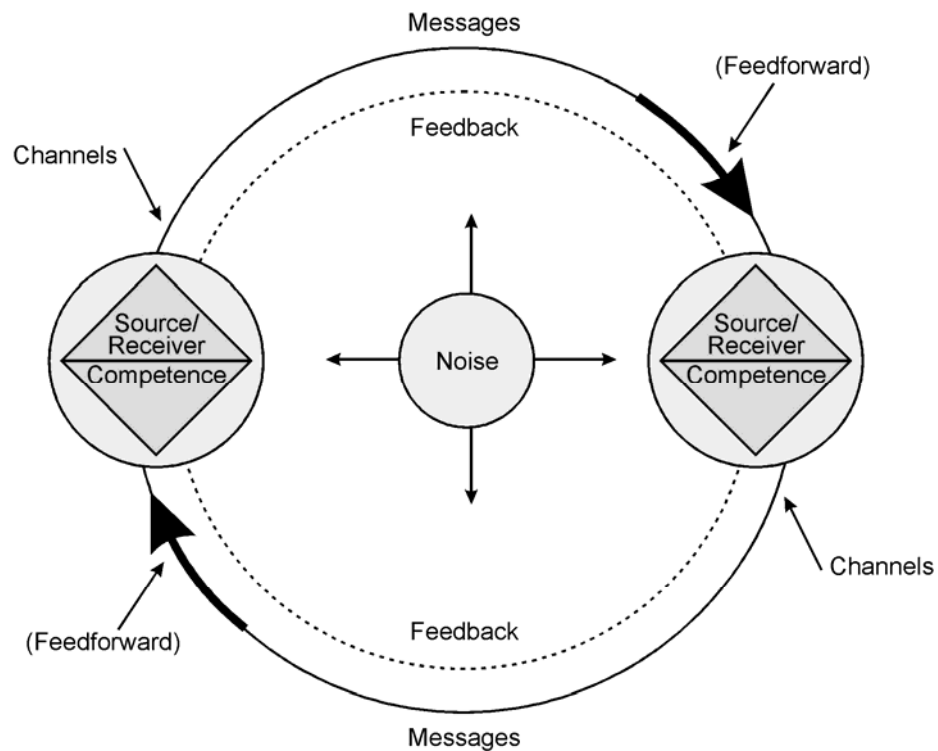 Messages
(Feedforward)
Feedback
Channels
Source/
Receiver
Competence
Noise
Source/
Receiver
Competence
Channels
Feedback
(Feedforward)
Messages